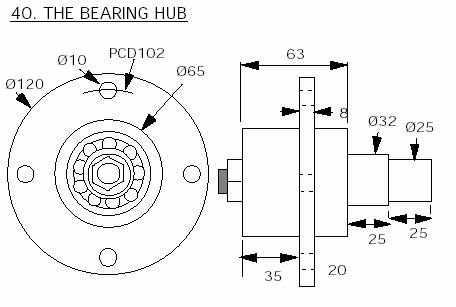 40. THE BEARING HUB
PCD102
Ø10
63
Ø65
Ø120
8
Ø32
Ø25
25
25
35
20